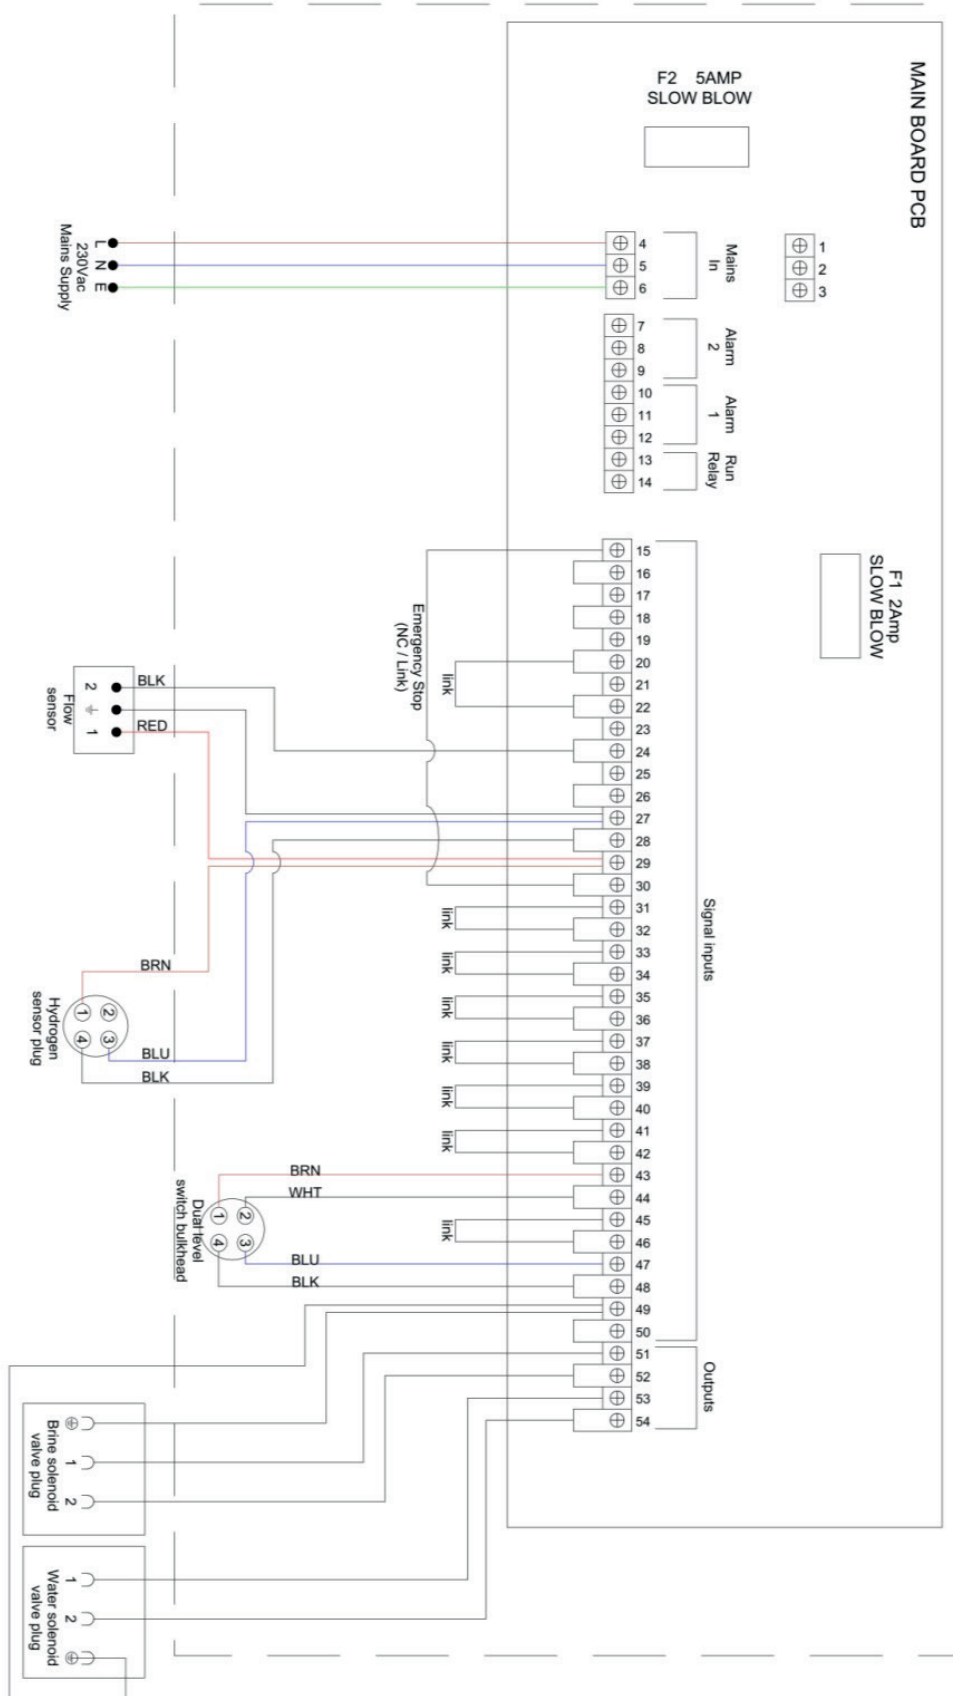 MAIN BOARD PCB
F2 5AMP
SLOW BLOW
F1 2Amp
SLOW BLOW
1
2
3
Mains
In
4
5
6
L
N
E
230Vac
Mains Supply
Alarm
2
7
8
9
Alarm
1
10
11
12
Run
Relay
13
14
Signal inputs
15
16
17
18
19
20
21
22
23
24
25
26
27
28
29
30
31
32
33
34
35
36
37
38
39
40
41
42
43
44
45
46
47
48
49
50
Outputs
51
52
53
54
Emergency Stop
(NC / Link)
link
link
link
link
link
link
link
link
BLK
RED
2
1
Flow
sensor
BRN
BLU
BLK
1
2
3
4
Hydrogen
sensor plug
BRN
WHT
BLU
BLK
1
2
3
4
Dual level
switch bulkhead
1
2
Brine solenoid
valve plug
1
2
Water solenoid
valve plug